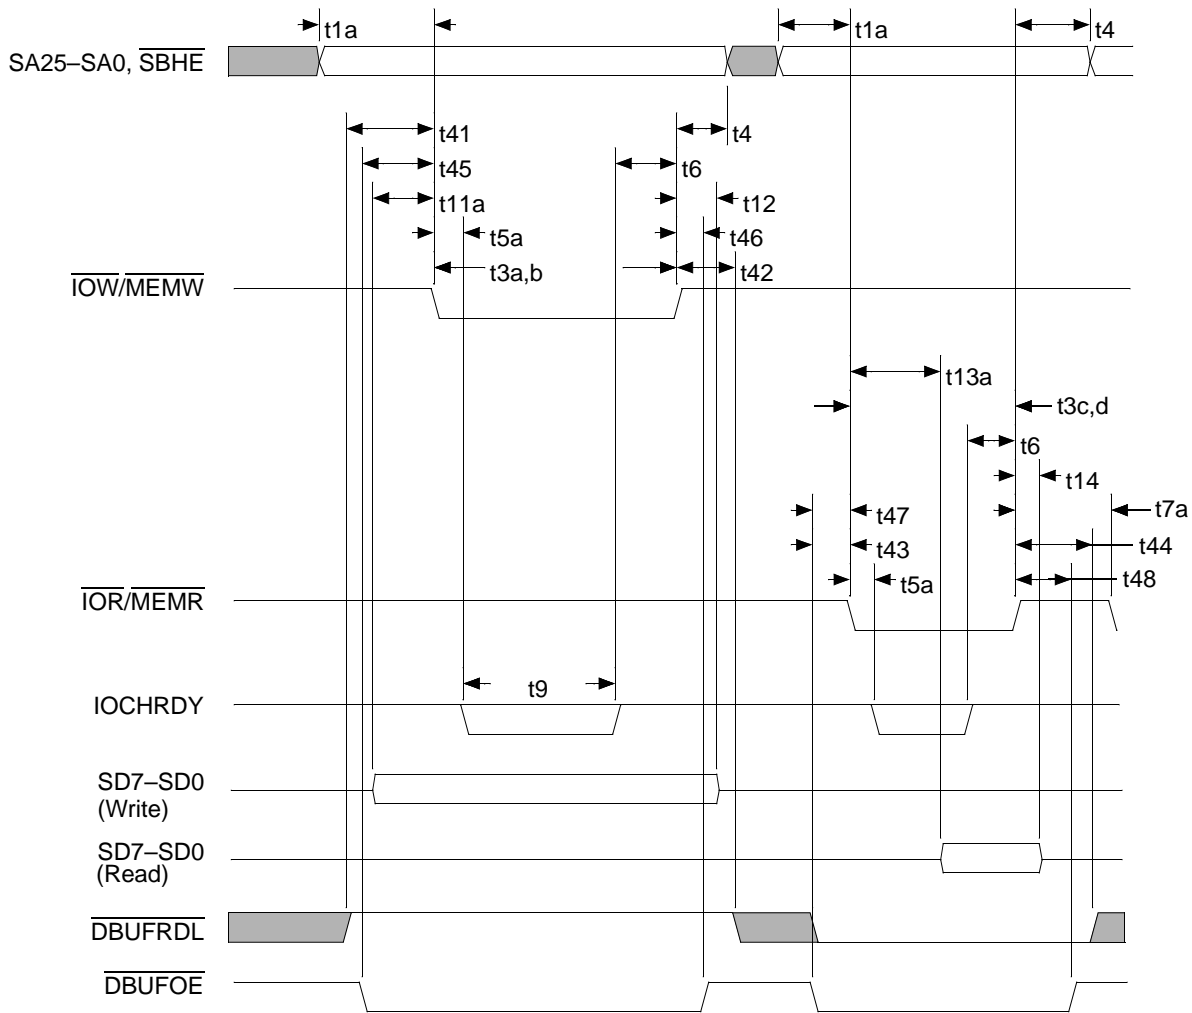 t1a
t1a
t4
SA25–SA0, SBHE
t41
t4
t45
t6
t11a
t12
t5a
t46
t3a,b
t42
IOW/MEMW
t13a
t3c,d
t6
t14
t47
t7a
t43
t44
t5a
t48
IOR/MEMR
t9
IOCHRDY
SD7–SD0
(Write)
SD7–SD0
(Read)
DBUFRDL
DBUFOE